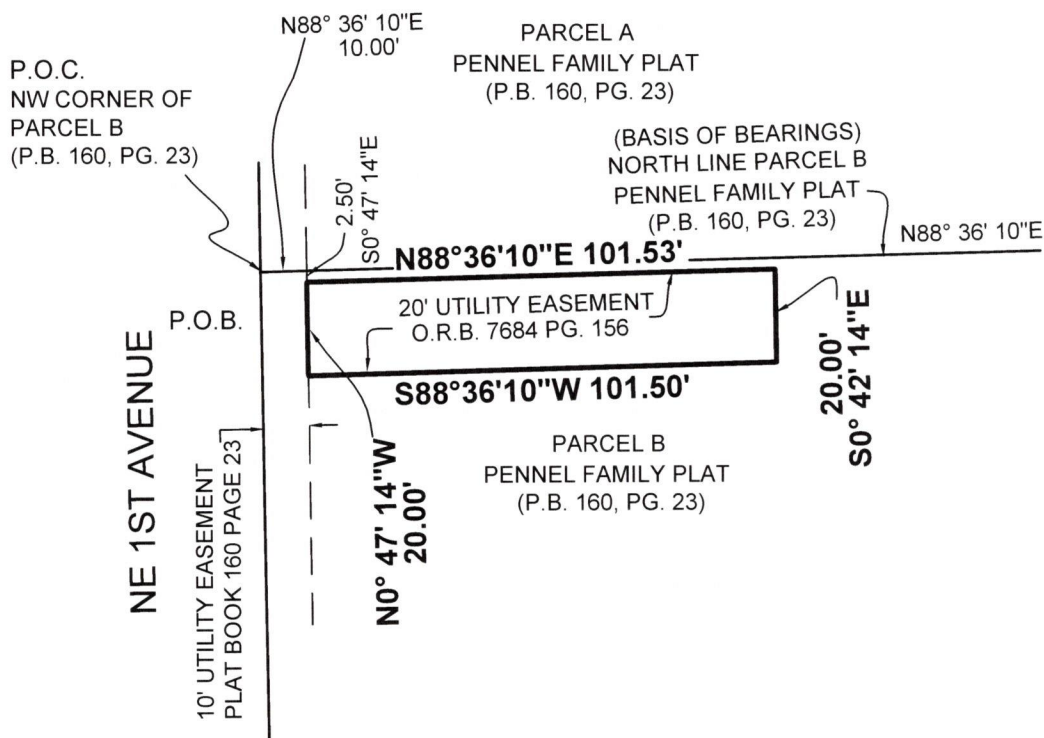 N88° 36' 10"E
10.00'
PARCEL A
PENNEL FAMILY PLAT
(P.B. 160, PG. 23)
P.O.C.
NW CORNER OF
PARCEL B
(P.B. 160, PG. 23)
(BASIS OF BEARINGS)
NORTH LINE PARCEL B
PENNEL FAMILY PLAT
(P.B. 160, PG. 23)
2.50'
S0° 47' 14"E
N88° 36' 10"E
N88°36'10"E 101.53'
P.O.B.
20' UTILITY EASEMENT
O.R.B. 7684 PG. 156
20.00'
S0° 42' 14"E
S88°36'10"W 101.50'
NE 1ST AVENUE
10' UTILITY EASEMENT
PLAT BOOK 160 PAGE 23
N0° 47' 14"W
20.00'
PARCEL B
PENNEL FAMILY PLAT
(P.B. 160, PG. 23)